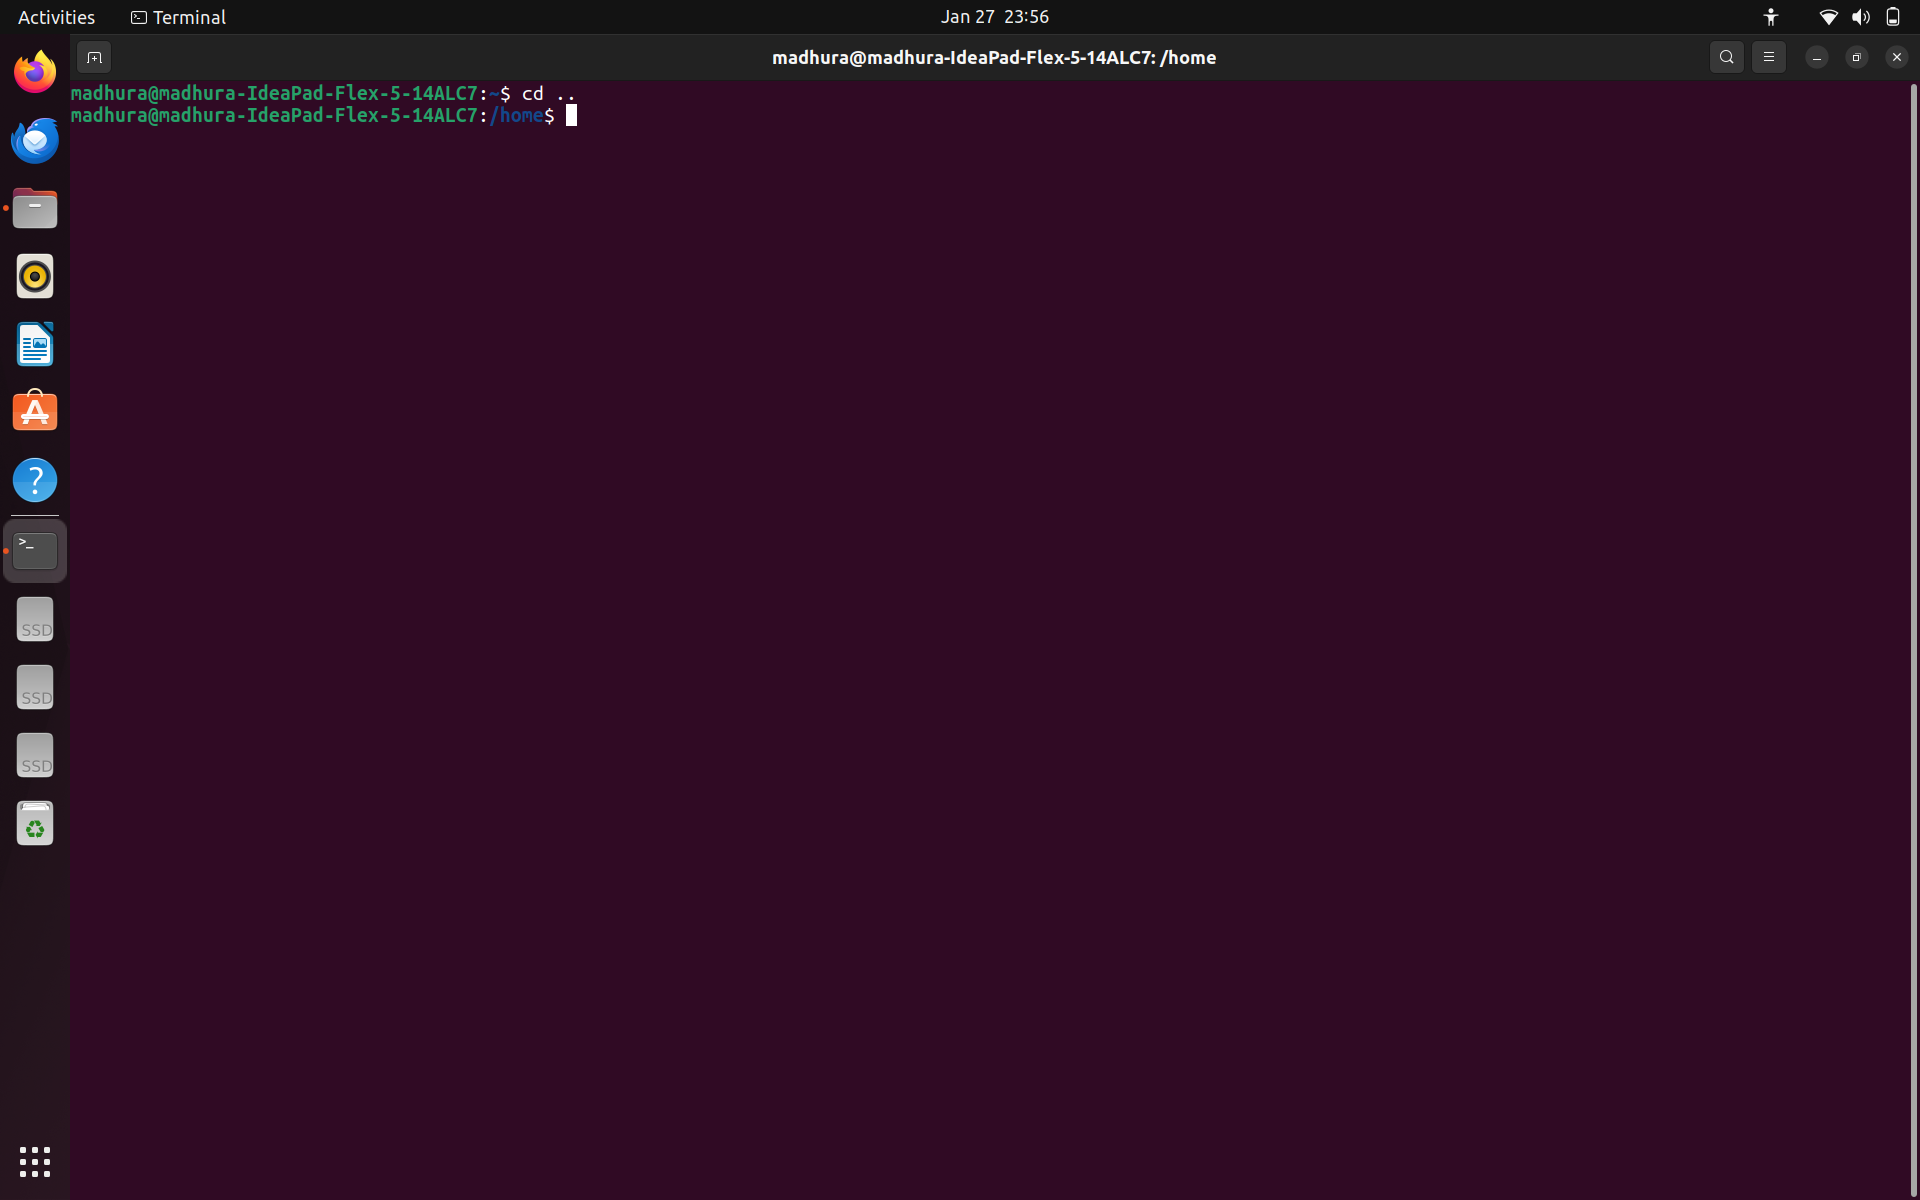 Activities Terminal Jan 27 23:56
madhura@madhura-IdeaPad-Flex-5-14ALC7: /home
madhura@madhura-IdeaPad-Flex-5-14ALC7:~$ cd ..
madhura@madhura-IdeaPad-Flex-5-14ALC7:/home$
>_
SSD
SSD
SSD